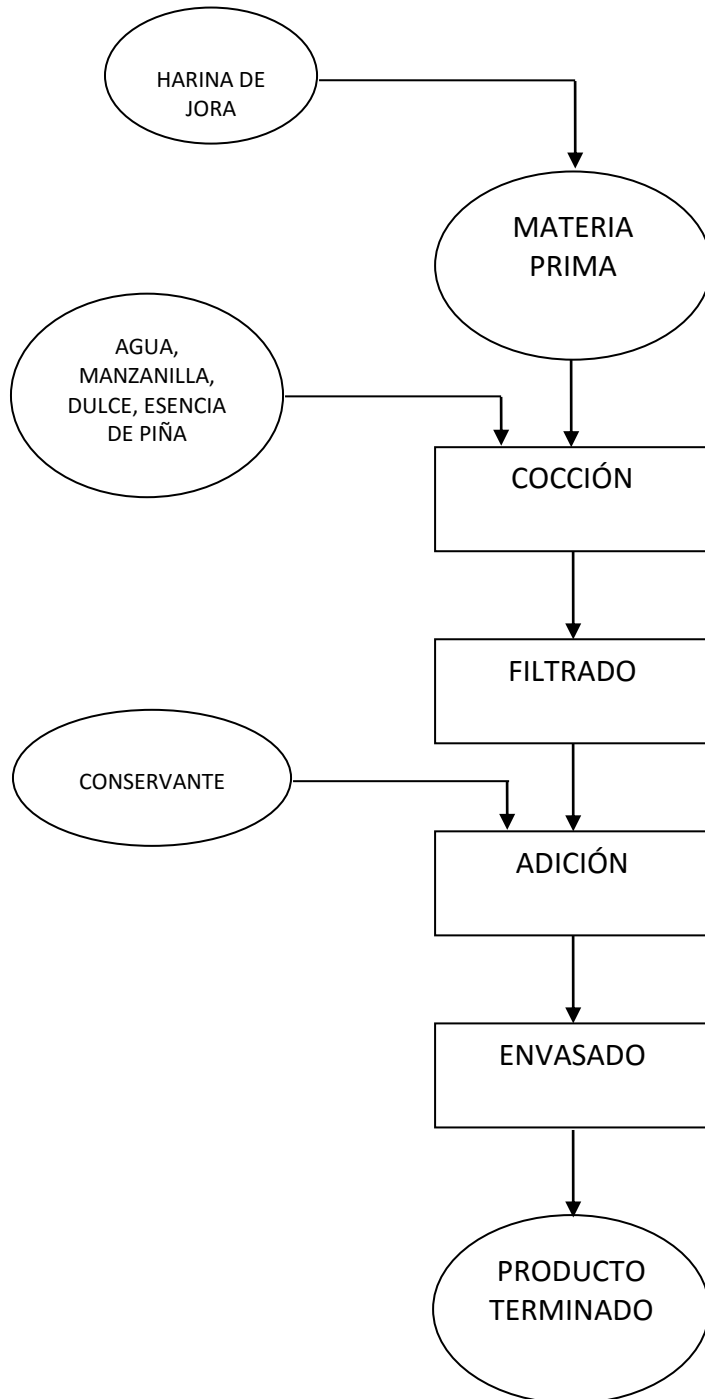 HARINA DE
JORA
MATERIA
PRIMA
AGUA,
MANZANILLA,
DULCE, ESENCIA
DE PIÑA
COCCIÓN
FILTRADO
CONSERVANTE
ADICIÓN
ENVASADO
PRODUCTO
TERMINADO